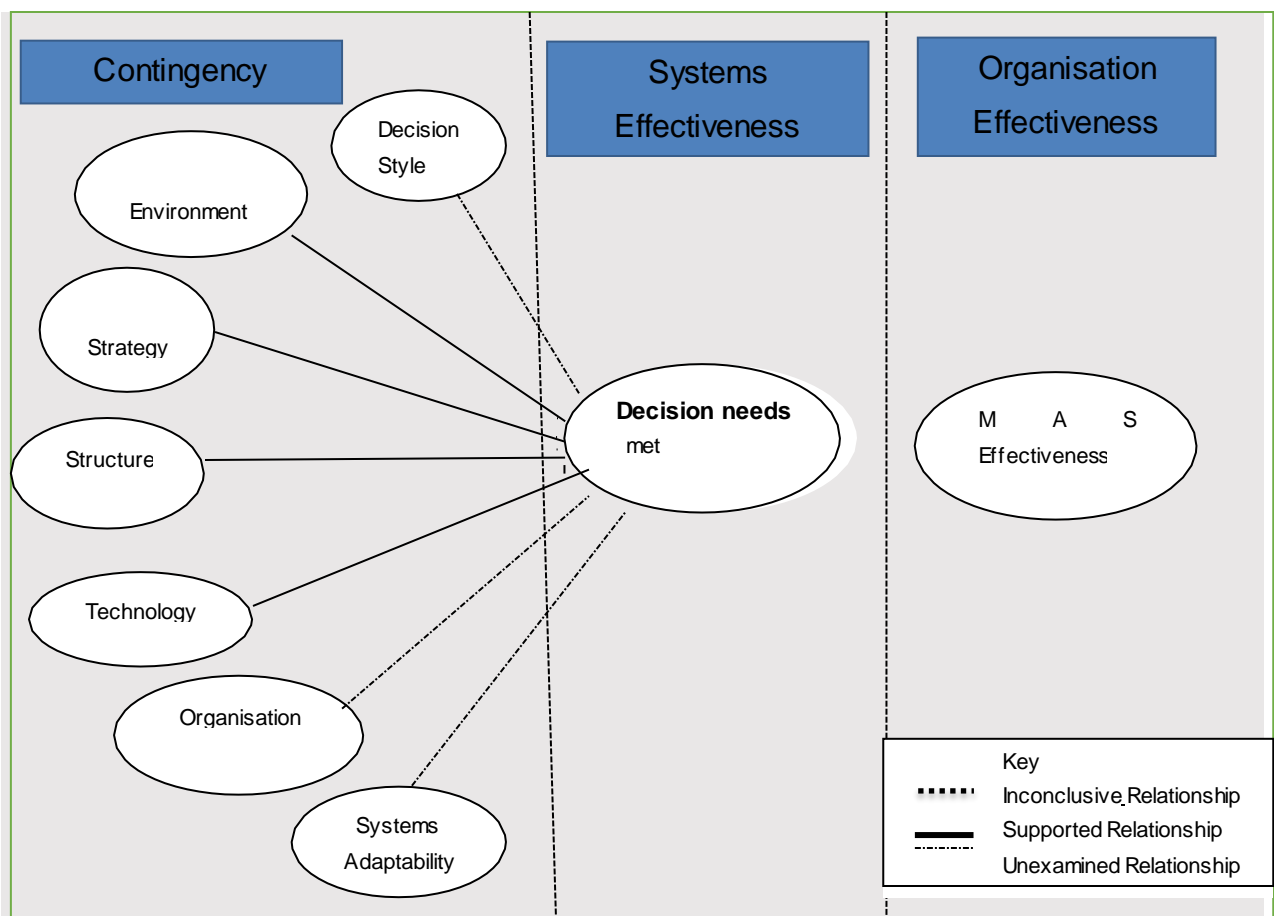 Contingency
Systems
Effectiveness
Organisation
Effectiveness
Decision
Style
Environment
Strategy
Structure
Technology
Organisation
Systems
Adaptability
Decision needs
met
M A S
Effectiveness
Key
Inconclusive Relationship
Supported Relationship
Unexamined Relationship